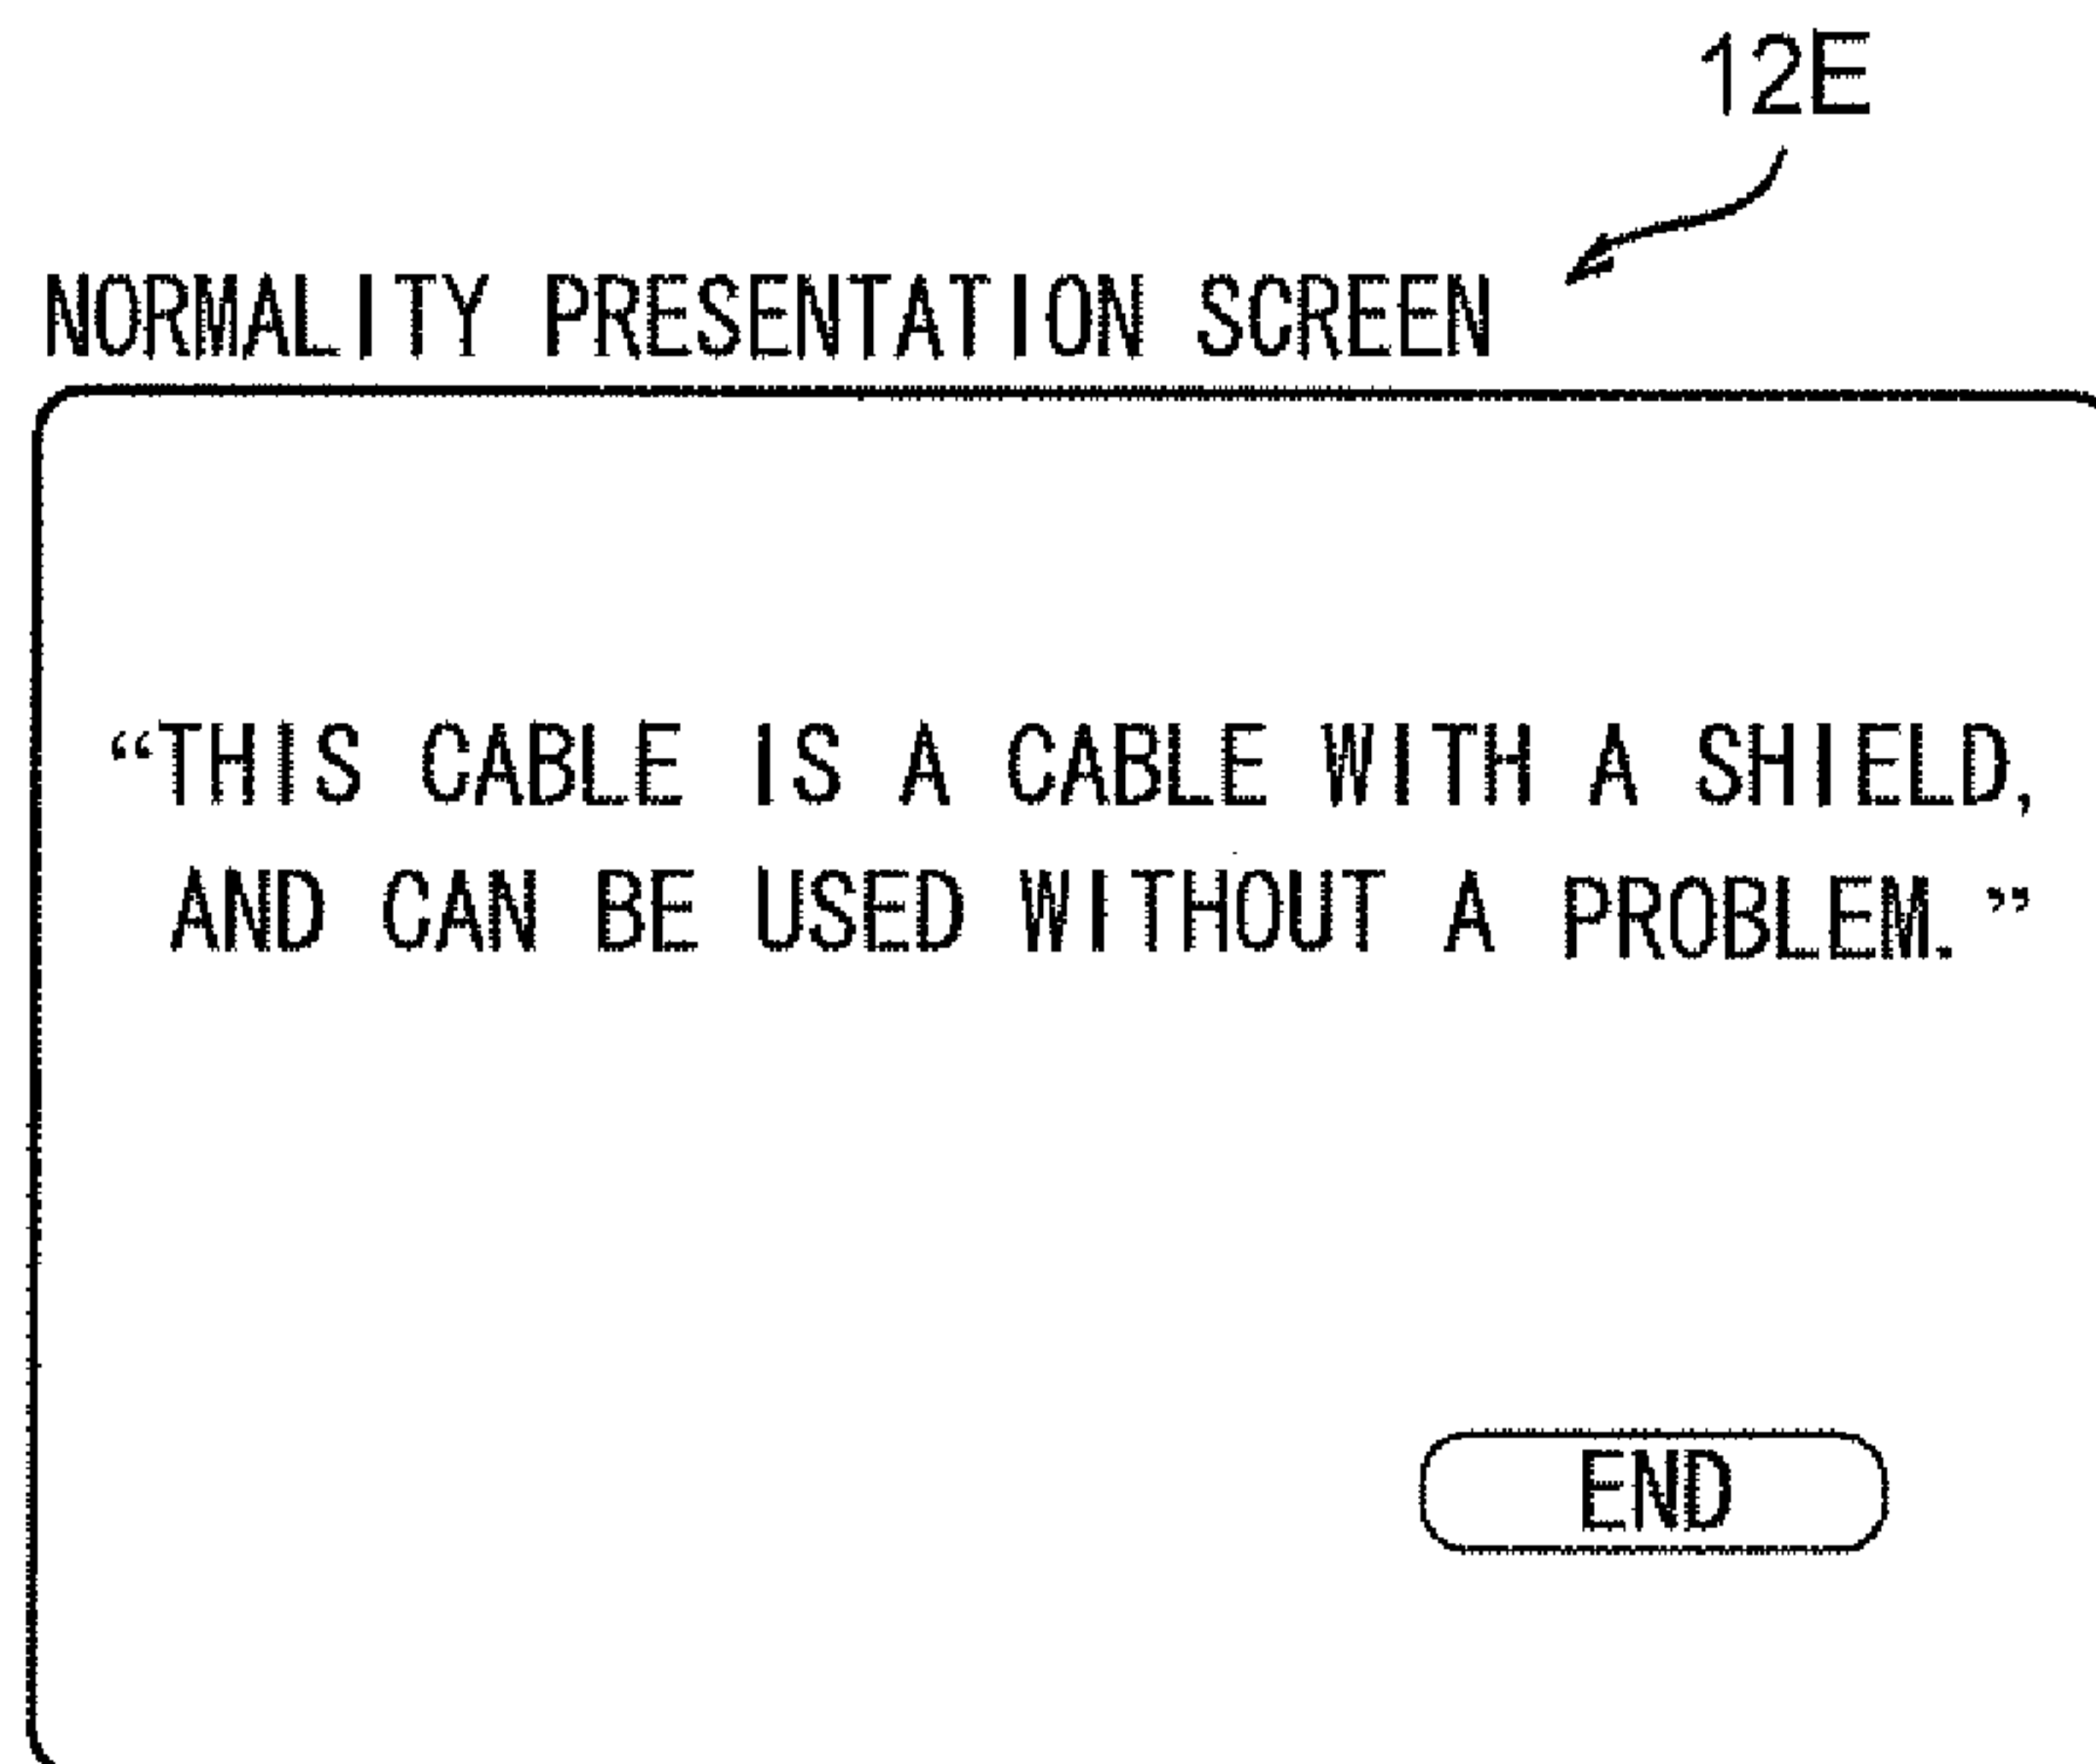 12E
NORMALITY PRESENTATION SCREEN
“THIS CABLE IS A CABLE WITH A SHIELD,
AND CAN BE USED WITHOUT A PROBLEM.”
END